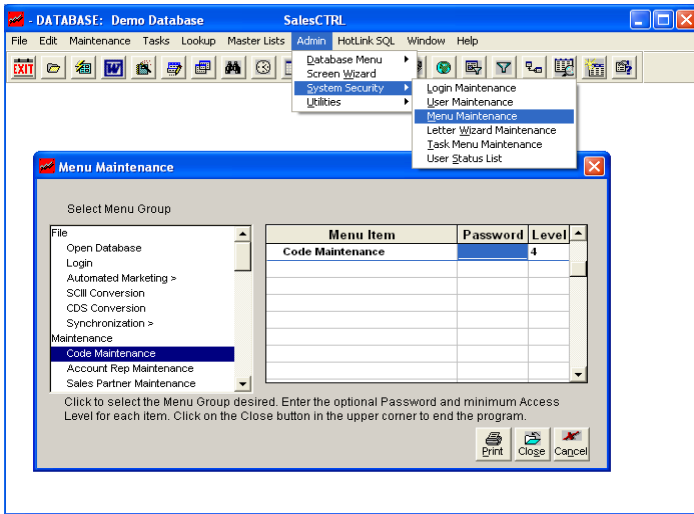 - DATABASE: Demo Database SalesCTRL
File Edit Maintenance Tasks Lookup Master Lists Admin HotLink SQL Window Help
EXIT
Database Menu
Screen Wizard
System Security
Utilities
Login Maintenance
User Maintenance
Menu Maintenance
Letter Wizard Maintenance
Task Menu Maintenance
User Status List
Menu Maintenance
Select Menu Group
File
Open Database
Login
Automated Marketing >
SCIII Conversion
CDS Conversion
Synchronization >
Maintenance
Code Maintenance
Account Rep Maintenance
Sales Partner Maintenance
Menu Item Password Level
Code Maintenance 4
Click to select the Menu Group desired. Enter the optional Password and minimum Access
Level for each item. Click on the Close button in the upper corner to end the program.
Print Close Cancel